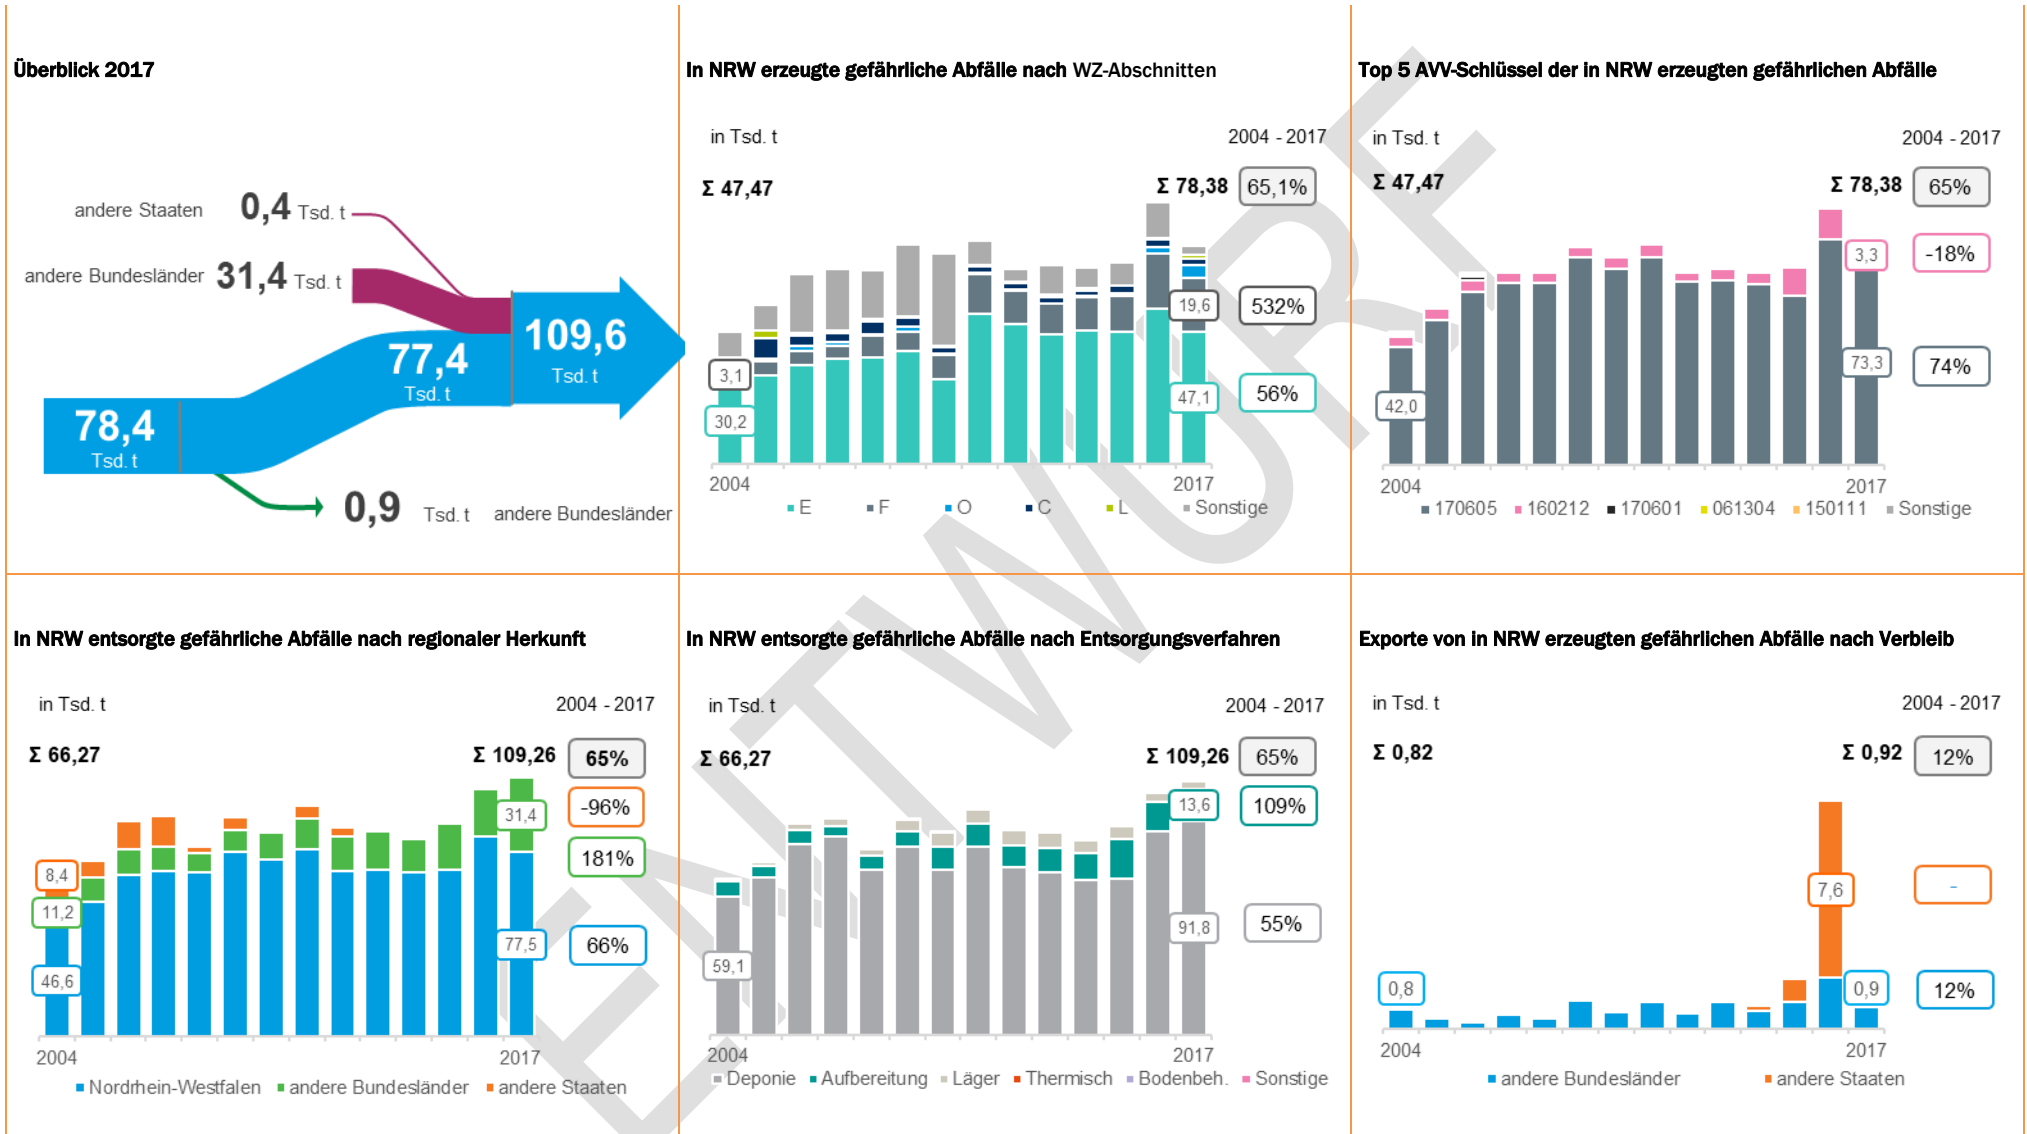 Überblick 2017
andere Staaten 0,4 Tsd. t
andere Bundesländer 31,4 Tsd. t
109,6
Tsd. t
77,4
Tsd. t
78,4
Tsd. t
0,9 Tsd. t andere Bundesländer
In NRW erzeugte gefährliche Abfälle nach WZ-Abschnitten
in Tsd. t 2004 - 2017
Σ 47,47 Σ 78,38 65,1%
19,6 532%
3,1
47,1 56%
30,2
2004 2017
E F O C L Sonstige
Top 5 AVV-Schlüssel der in NRW erzeugten gefährlichen Abfälle
in Tsd. t 2004 - 2017
Σ 47,47 Σ 78,38 65%
3,3 -18%
73,3 74%
42,0
2004 2017
170605 160212 170601 061304 150111 Sonstige
In NRW entsorgte gefährliche Abfälle nach regionaler Herkunft
in Tsd. t 2004 - 2017
Σ 66,27 Σ 109,26 65%
-96%
31,4
181%
8,4
11,2
77,5 66%
46,6
2004 2017
Nordrhein-Westfalen andere Bundesländer andere Staaten
In NRW entsorgte gefährliche Abfälle nach Entsorgungsverfahren
in Tsd. t 2004 - 2017
Σ 66,27 Σ 109,26 65%
13,6 109%
91,8 55%
59,1
2004 2017
Deponie Aufbereitung Läger Thermisch Bodenbeh. Sonstige
Exporte von in NRW erzeugten gefährlichen Abfälle nach Verbleib
in Tsd. t 2004 - 2017
Σ 0,82 Σ 0,92 12%
7,6 -
0,8 0,9 12%
2004 2017
andere Bundesländer andere Staaten
ENTWURF